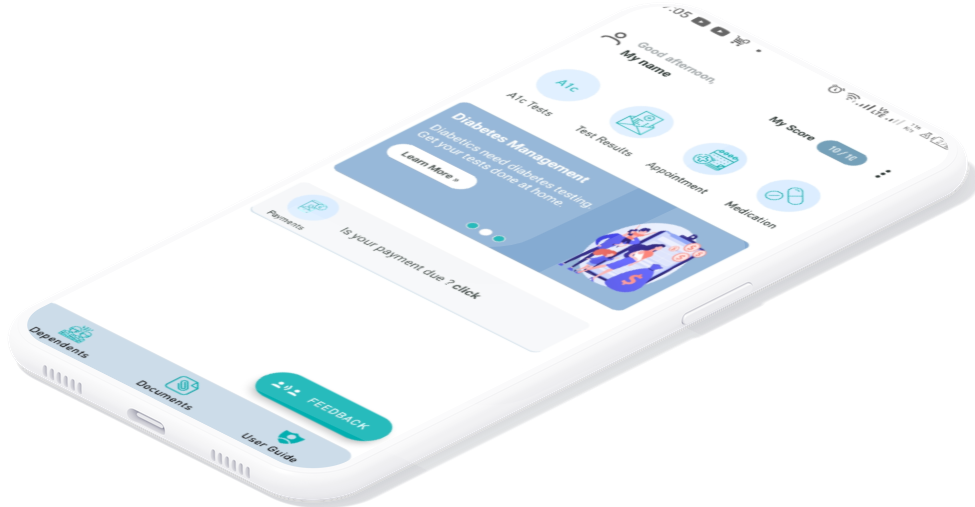 :05
Good afternoon,
My name
My Score
10 / 10
A1c
A1c Tests
Test Results
Appointment
Medication
Diabetes Management
Diabetics need diabetes testing
Get your tests done at home
Learn More »
Payments
Is your payment due ? click
FEEDBACK
Dependents
Documents
User Guide